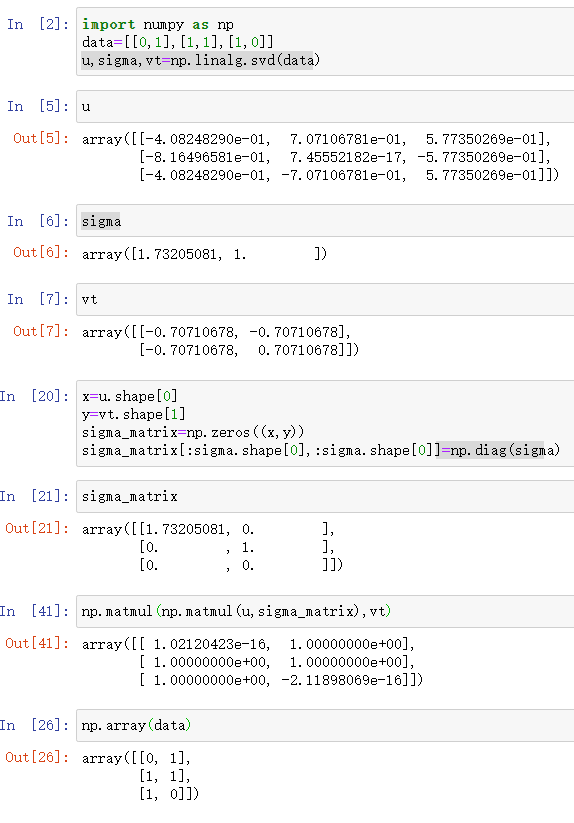 In [2]: import numpy as np
data=[[0,1],[1,1],[1,0]]
u,sigma,vt=np.linalg.svd(data)
In [5]: u
Out[5]: array([[-4.08248290e-01, 7.07106781e-01, 5.77350269e-01],
[-8.16496581e-01, 7.45552182e-17, -5.77350269e-01],
[-4.08248290e-01, -7.07106781e-01, 5.77350269e-01]])
In [6]: sigma
Out[6]: array([1.73205081, 1. ])
In [7]: vt
Out[7]: array([[-0.70710678, -0.70710678],
[-0.70710678, 0.70710678]])
In [20]: x=u.shape[0]
y=vt.shape[1]
sigma_matrix=np.zeros((x,y))
sigma_matrix[:sigma.shape[0],:sigma.shape[0]]=np.diag(sigma)
In [21]: sigma_matrix
Out[21]: array([[1.73205081, 0. ],
[0. , 1. ],
[0. , 0. ]])
In [41]: np.matmul(np.matmul(u,sigma_matrix),vt)
Out[41]: array([[ 1.02120423e-16, 1.00000000e+00],
[ 1.00000000e+00, 1.00000000e+00],
[ 1.00000000e+00, -2.11898069e-16]])
In [26]: np.array(data)
Out[26]: array([[0, 1],
[1, 1],
[1, 0]])